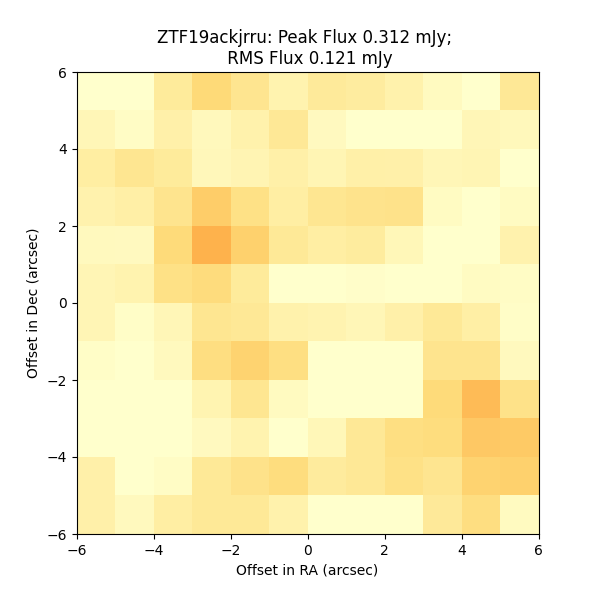 ZTF19ackjrru: Peak Flux 0.312 mJy;
RMS Flux 0.121 mJy
6
4
2
0
−2
−4
−6
Offset in Dec (arcsec)
−6 −4 −2 0 2 4 6
Offset in RA (arcsec)